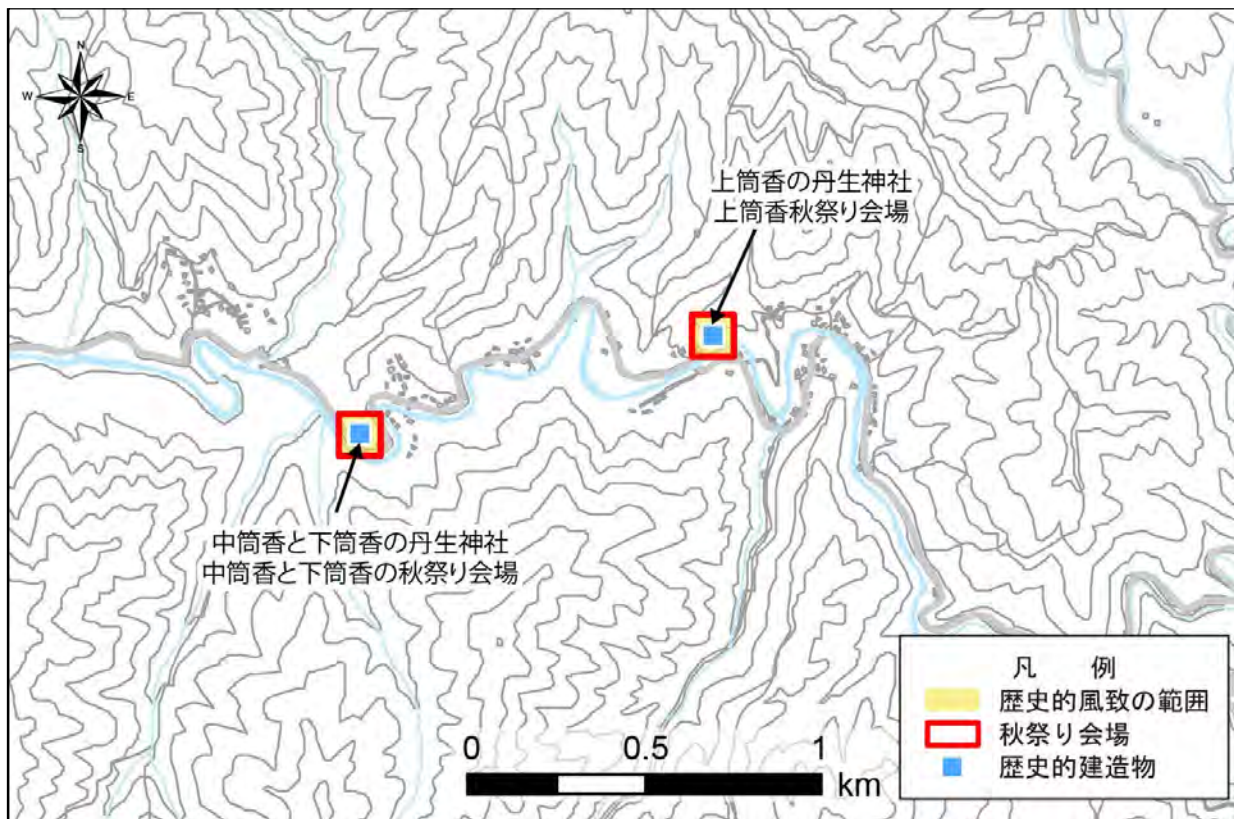 N
W
E
S
上筒香の丹生神社
上筒香秋祭り会場
中筒香と下筒香の丹生神社
中筒香と下筒香の秋祭り会場
凡 例
歴史的風致の範囲
秋祭り会場
歴史的建造物
0 0.5 1
km